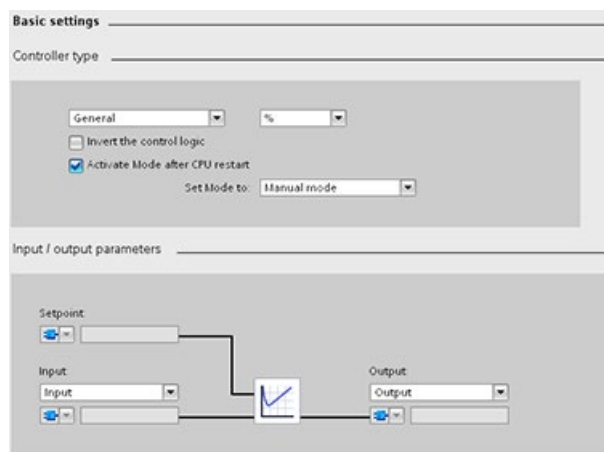 Basic settings
Controller type
General %
Invert the control logic
Activate Mode after CPU restart
Set Mode to: Manual mode
Input / output parameters
Setpoint:
Input: Output:
Input Output